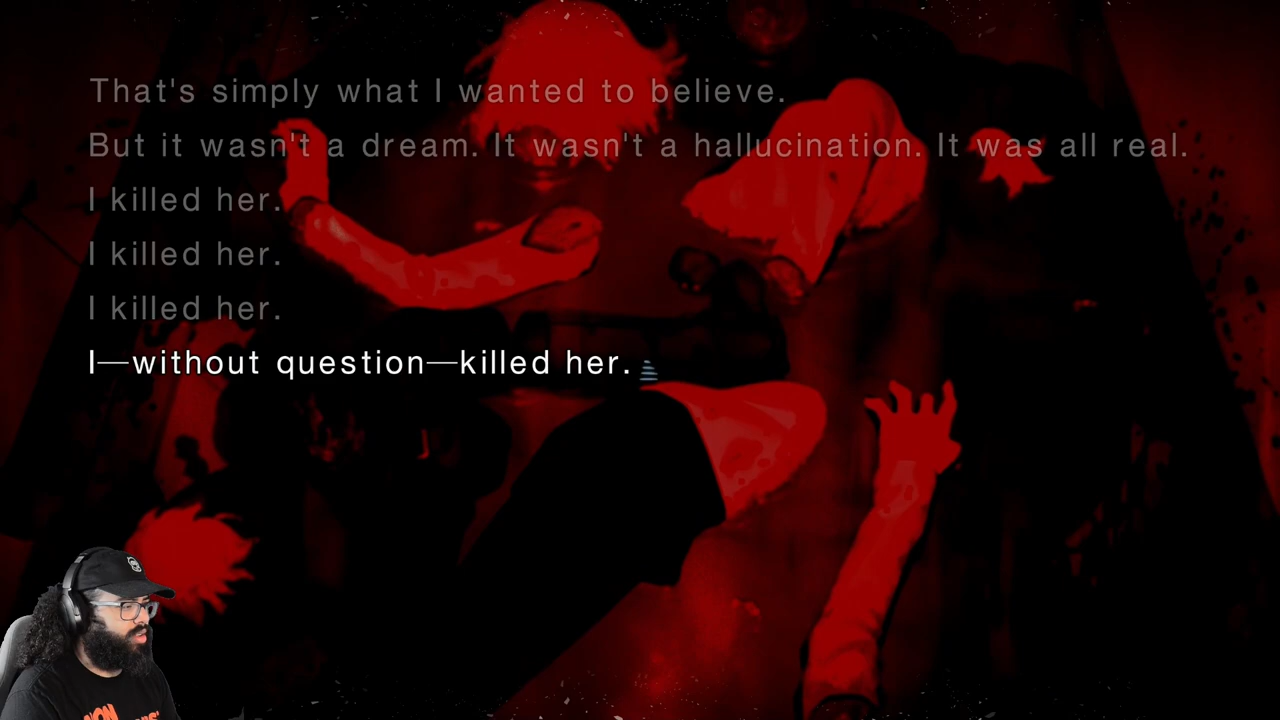 That's simply what I wanted to believe.
But it wasn't a dream. It wasn't a hallucination. It was all real.
I killed her.
I killed her.
I killed her.
I—without question—killed her.